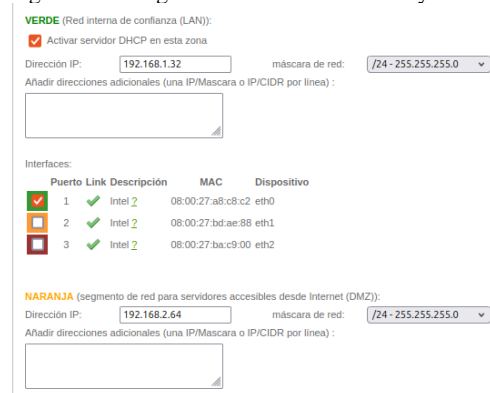 VERDE (Red interna de confianza (LAN)):
Activar servidor DHCP en esta zona
Dirección IP: 192.168.1.32 máscara de red: /24 - 255.255.255.0
Añadir direcciones adicionales (una IP/Mascara o IP/CIDR por línea) :
Interfaces:
Puerto Link Descripción MAC Dispositivo
1 Intel ? 08:00:27:a8:c8:c2 eth0
2 Intel ? 08:00:27:bd:ae:88 eth1
3 Intel ? 08:00:27:ba:c9:00 eth2
NARANJA (segmento de red para servidores accesibles desde Internet (DMZ)):
Dirección IP: 192.168.2.64 máscara de red: /24 - 255.255.255.0
Añadir direcciones adicionales (una IP/Mascara o IP/CIDR por línea) :